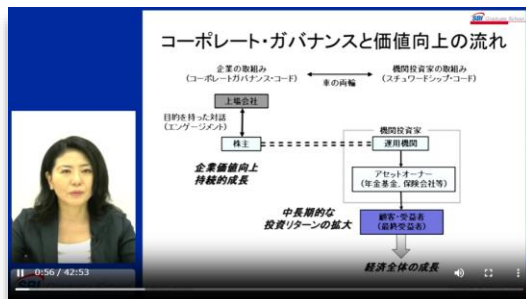 SBI Graduate School
コーポレート・ガバナンスと価値向上の流れ
企業の取組み
(コーポレートガバナンス・コード)
車の両輪
機関投資家の取組み
(スチュワードシップ・コード)
上場会社
目的を持った対話
(エンゲージメント)
株主
機関投資家
運用機関
企業価値向上
持続的成長
アセットオーナー
(年金基金、保険会社等)
中長期的な
投資リターンの拡大
顧客・受益者
(最終受益者)
経済全体の成長
0:56 / 42:53